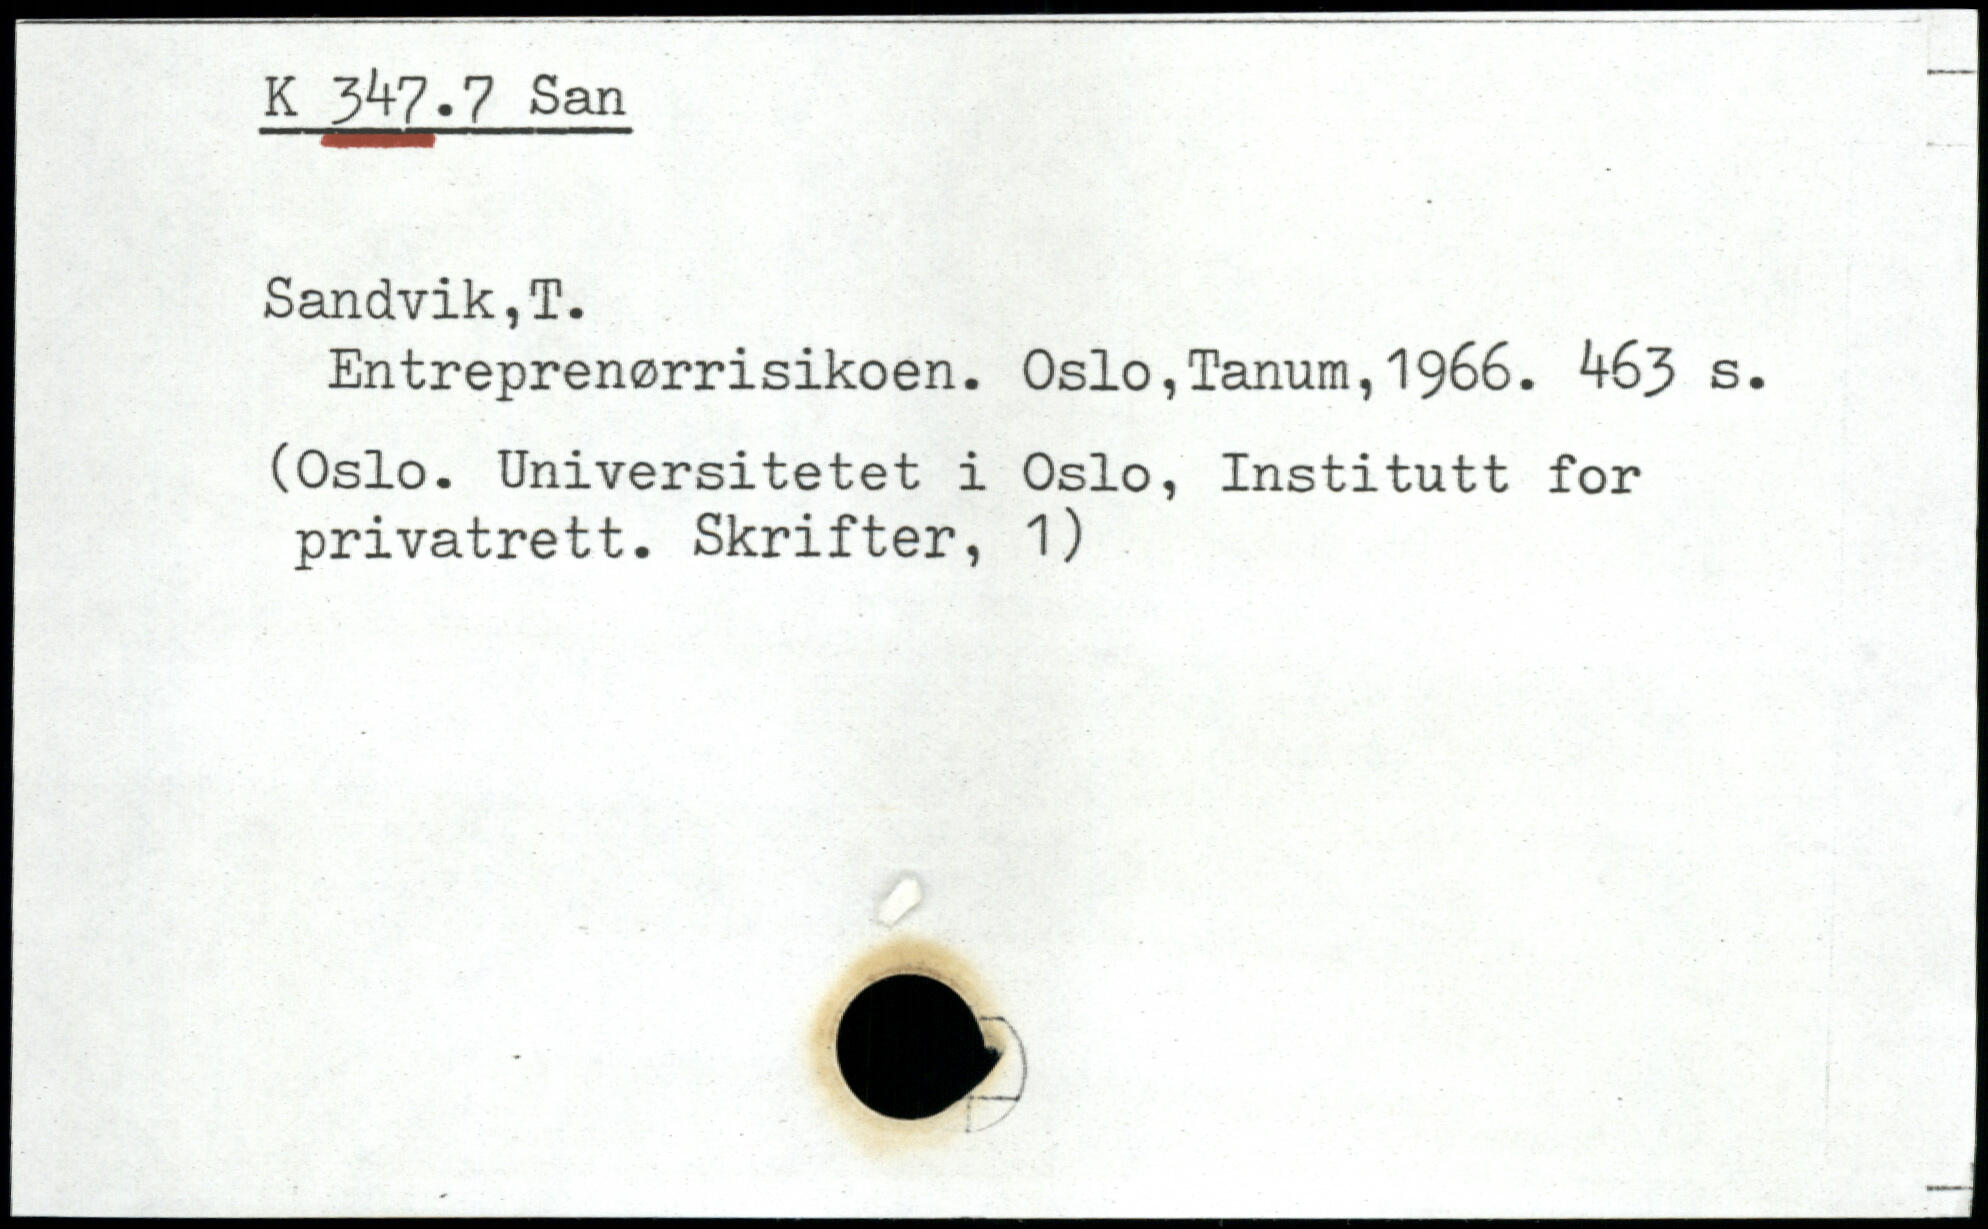 K 347.7 San
Sandvik,T.
Entreprenørrisikoen. Oslo,Tanum,1966. 463 s.
(Oslo. Universitetet i Oslo, Institutt for
privatrett. Skrifter, 1)